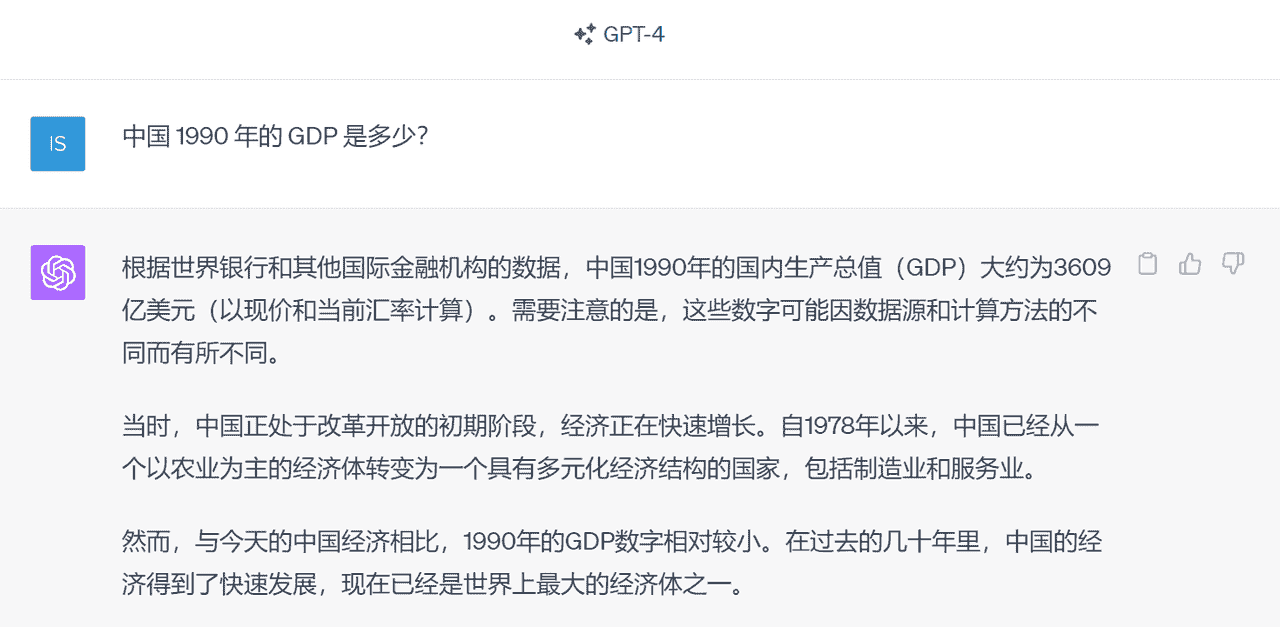 GPT-4
IS
中国 1990 年的 GDP 是多少？
根据世界银行和其他国际金融机构的数据，中国1990年的国内生产总值（GDP）大约为3609
亿美元（以现价和当前汇率计算）。需要注意的是，这些数字可能因数据源和计算方法的不
同而有所不同。
当时，中国正处于改革开放的初期阶段，经济正在快速增长。自1978年以来，中国已经从一
个以农业为主的经济体转变为一个具有多元化经济结构的国家，包括制造业和服务业。
然而，与今天的中国经济相比，1990年的GDP数字相对较小。在过去的几十年里，中国的经
济得到了快速发展，现在已经是世界上最大的经济体之一。